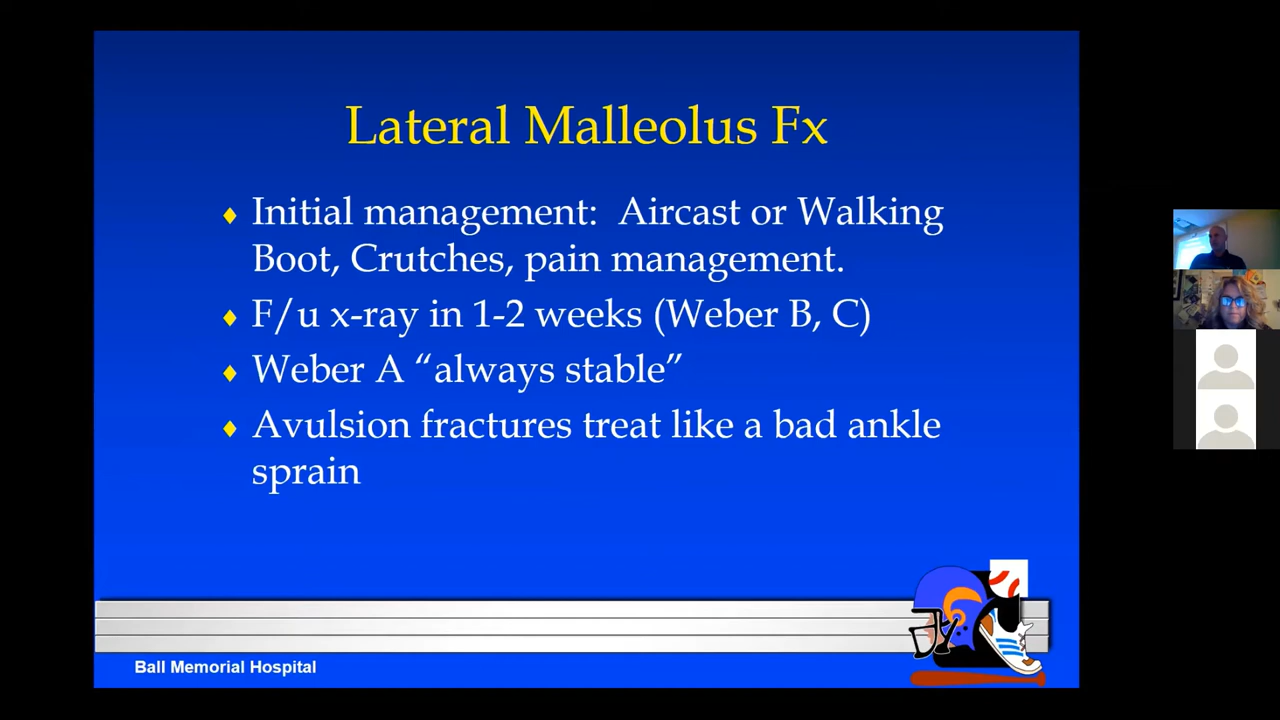 Lateral Malleolus Fx
Initial management:  Aircast or Walking
Boot, Crutches, pain management.
F/u x-ray in 1-2 weeks (Weber B, C)
Weber A “always stable”
Avulsion fractures treat like a bad ankle
sprain
Ball Memorial Hospital